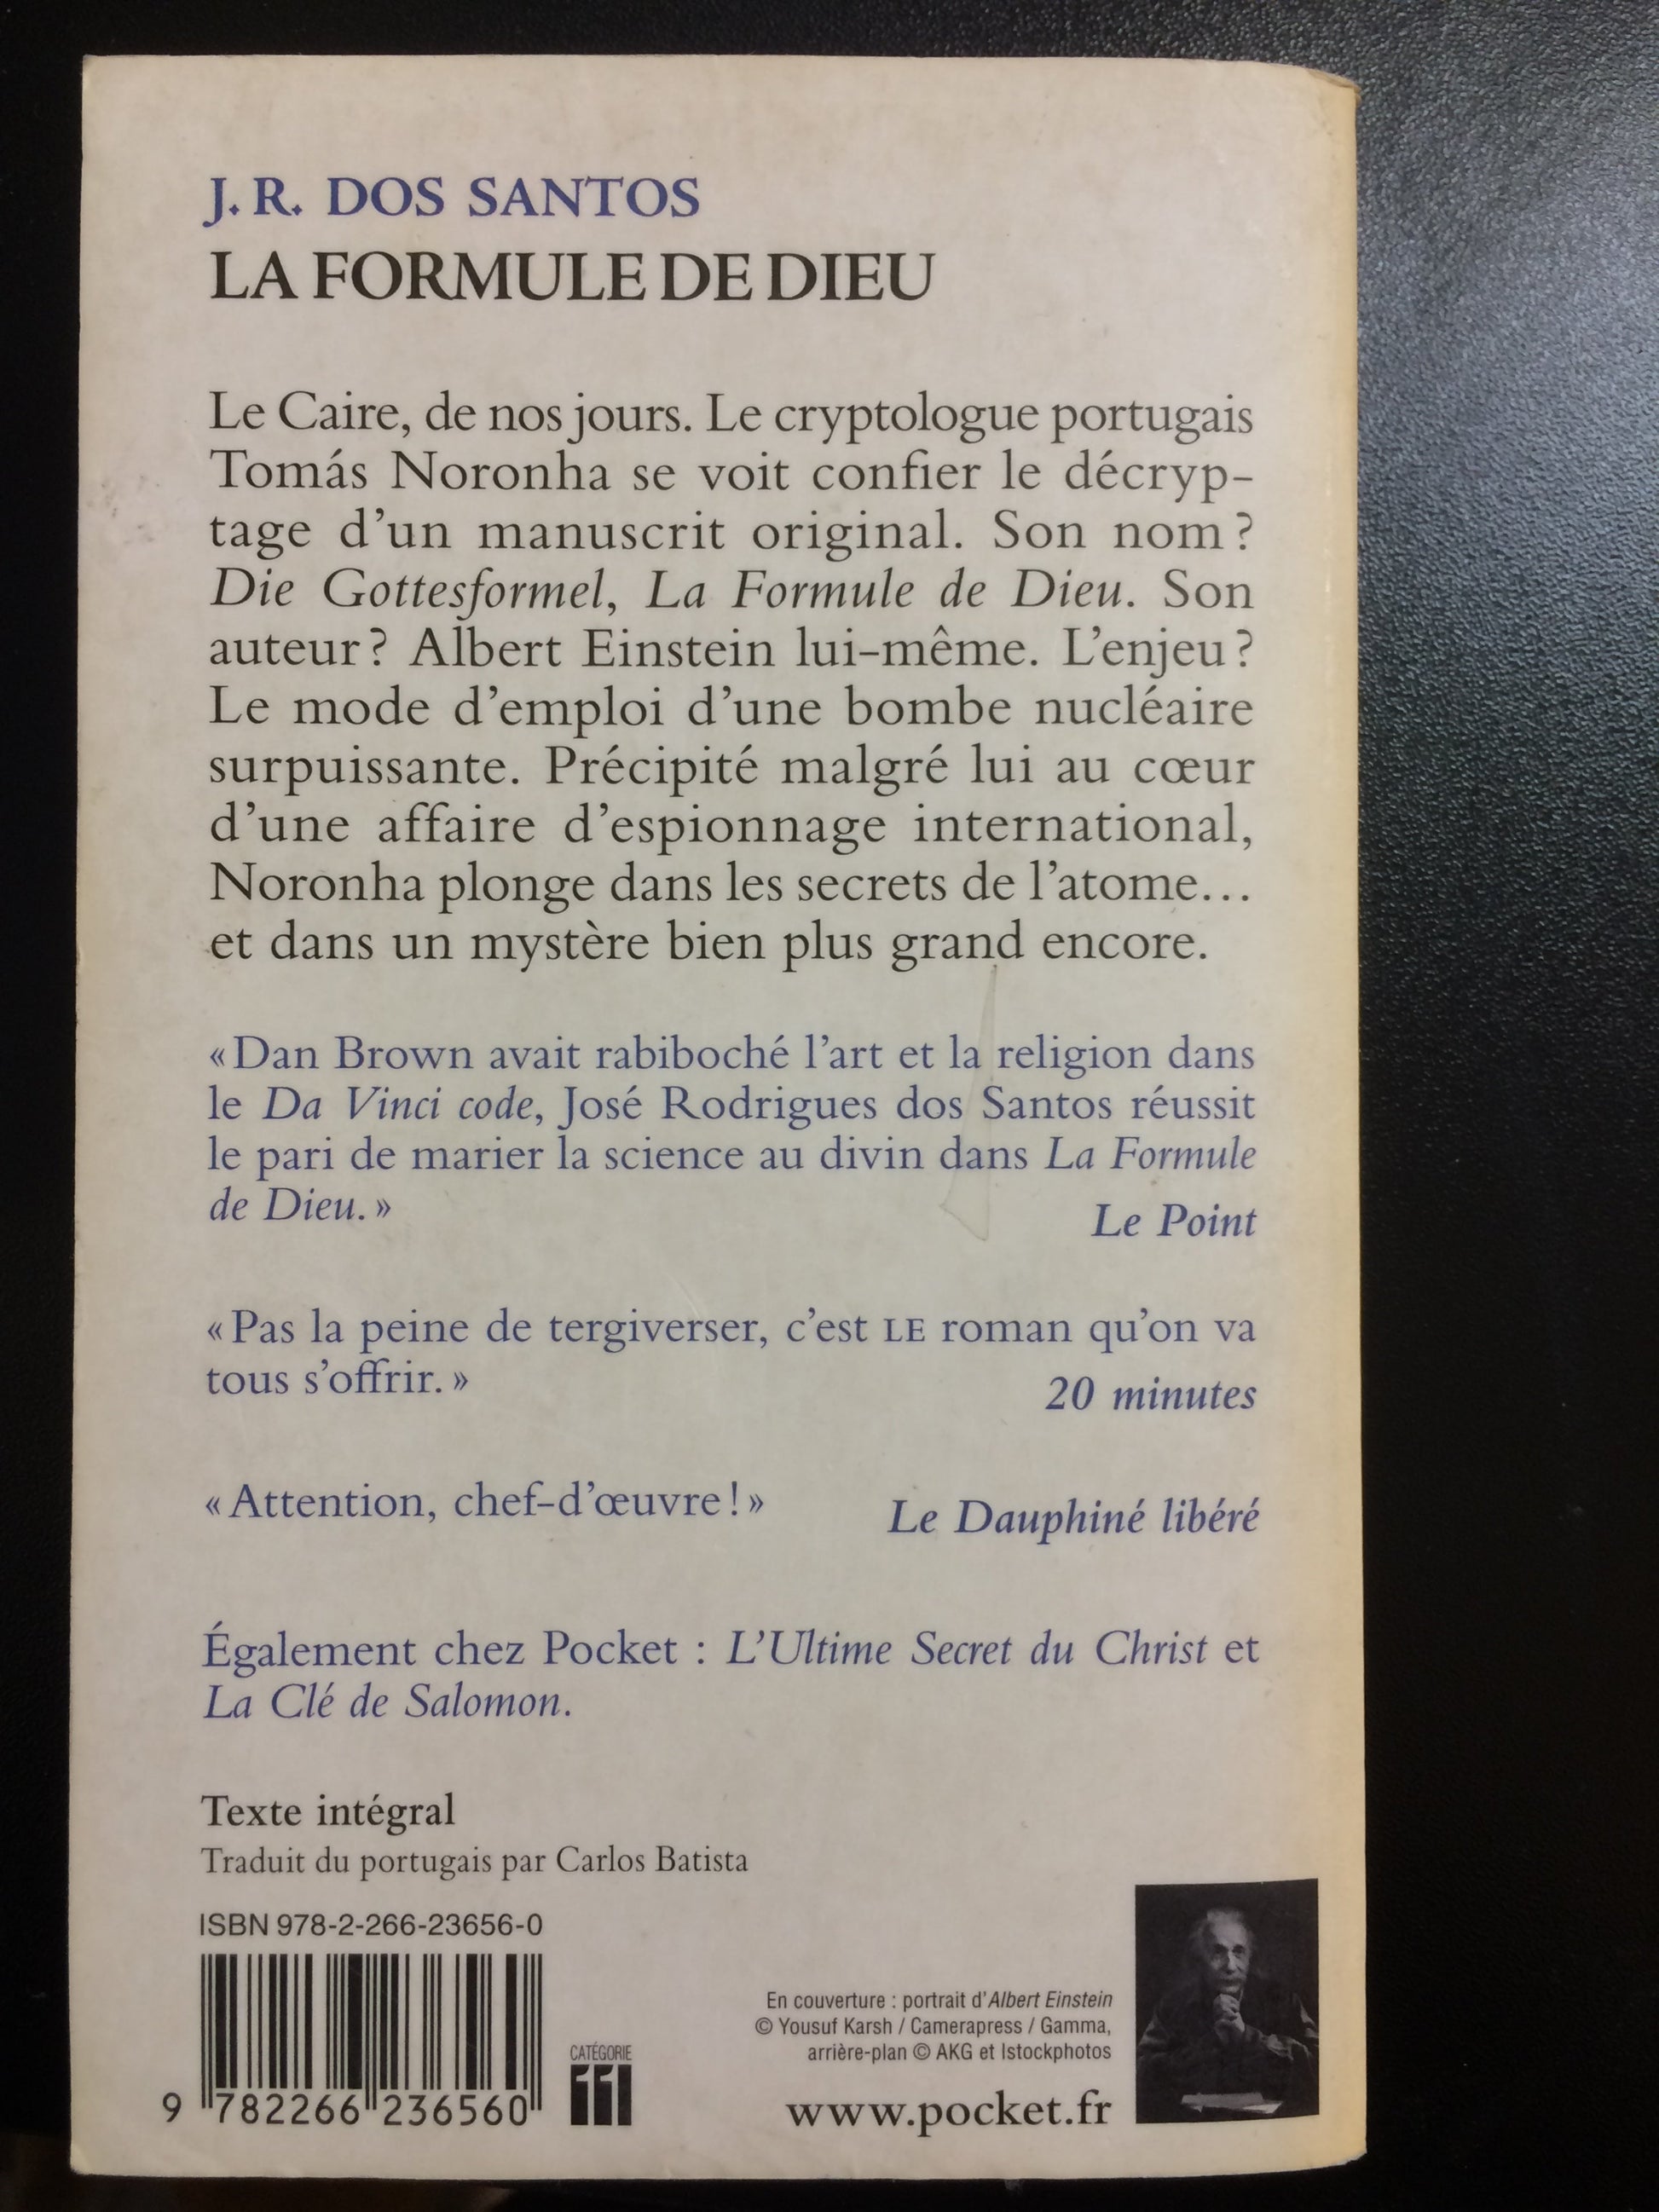 J. R. DOS SANTOS
LA FORMULE DE DIEU
Le Caire, de nos jours. Le cryptologue portugais
Tomás Noronha se voit confier le décryp-
tage d’un manuscrit original. Son nom ?
Die Gottesformel, La Formule de Dieu. Son
auteur ? Albert Einstein lui-même. L’enjeu ?
Le mode d’emploi d’une bombe nucléaire
surpuissante. Précipité malgré lui au cœur
d’une affaire d’espionnage international,
Noronha plonge dans les secrets de l’atome…
et dans un mystère bien plus grand encore.
« Dan Brown avait rabiboché l’art et la religion dans
le Da Vinci code, José Rodrigues dos Santos réussit
le pari de marier la science au divin dans La Formule
de Dieu. »
Le Point
« Pas la peine de tergiverser, c’est LE roman qu’on va
tous s’offrir. »
20 minutes
« Attention, chef-d’œuvre ! »
Le Dauphiné libéré
Également chez Pocket : L’Ultime Secret du Christ et
La Clé de Salomon.
Texte intégral
Traduit du portugais par Carlos Batista
ISBN 978-2-266-23656-0
9 782266 236560
CATÉGORIE
11
En couverture : portrait d’Albert Einstein
© Yousuf Karsh / Camerapress / Gamma,
arrière-plan © AKG et Istockphotos
www.pocket.fr